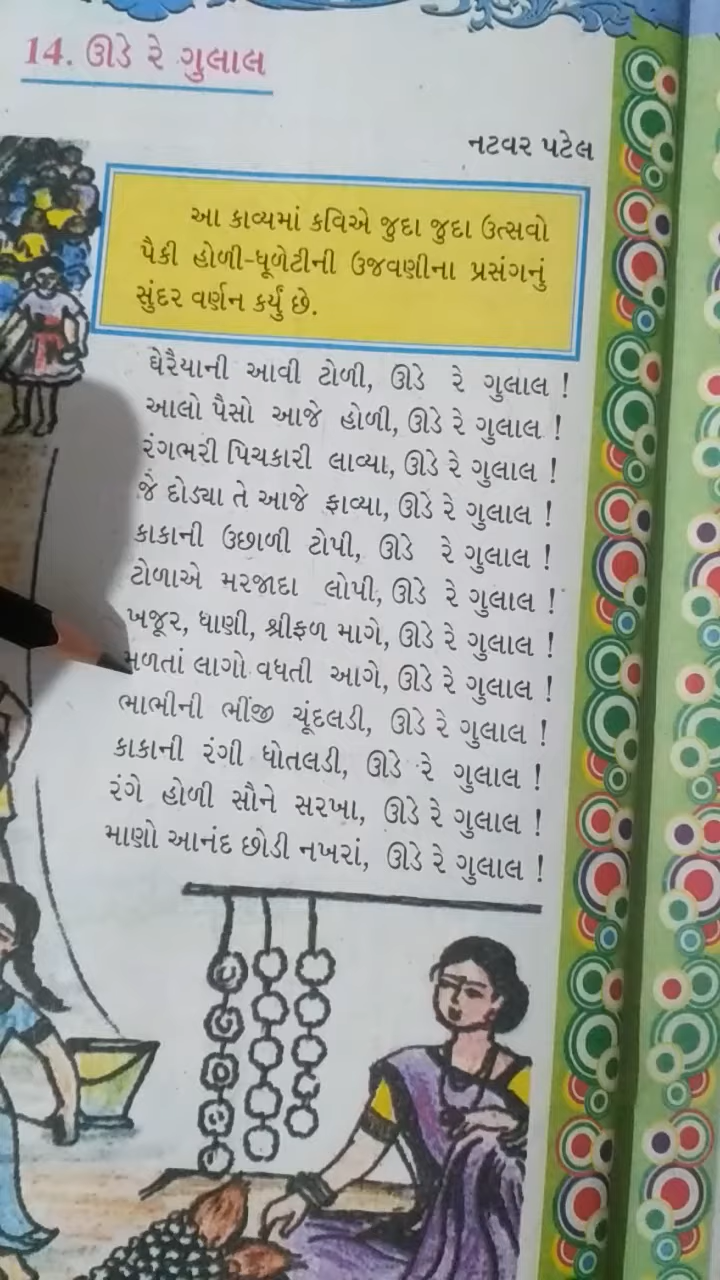 14. ઊડે રે ગુલાલ
નટવર પટેલ
આ કાવ્યમાં કવિએ જુદા જુદા ઉત્સવો
પૈકી હોળી-ધૂળેટીની ઉજવણીના પ્રસંગનું
સુંદર વર્ણન કર્યું છે.
ઘેરૈયાની આવી ટોળી, ઊડે રે ગુલાલ !
આલો પૈસો આજે હોળી, ઊડે રે ગુલાલ !
રંગભરી પિચકારી લાવ્યા, ઊડે રે ગુલાલ !
જે દોડ્યા તે આજે ફાવ્યા, ઊડે રે ગુલાલ !
કાકાની ઉછાળી ટોપી, ઊડે રે ગુલાલ !
ટોળાએ મરજાદા લોપી, ઊડે રે ગુલાલ !
ખજૂર, ધાણી, શ્રીફળ માગે, ઊડે રે ગુલાલ !
મળતાં લાગો વધતી આગે, ઊડે રે ગુલાલ !
ભાભીની ભીંજી ચૂંદલડી, ઊડે રે ગુલાલ !
કાકાની રંગી ધોતલડી, ઊડે રે ગુલાલ !
રંગે હોળી સૌને સરખા, ઊડે રે ગુલાલ !
માણો આનંદ છોડી નખરાં, ઊડે રે ગુલાલ !